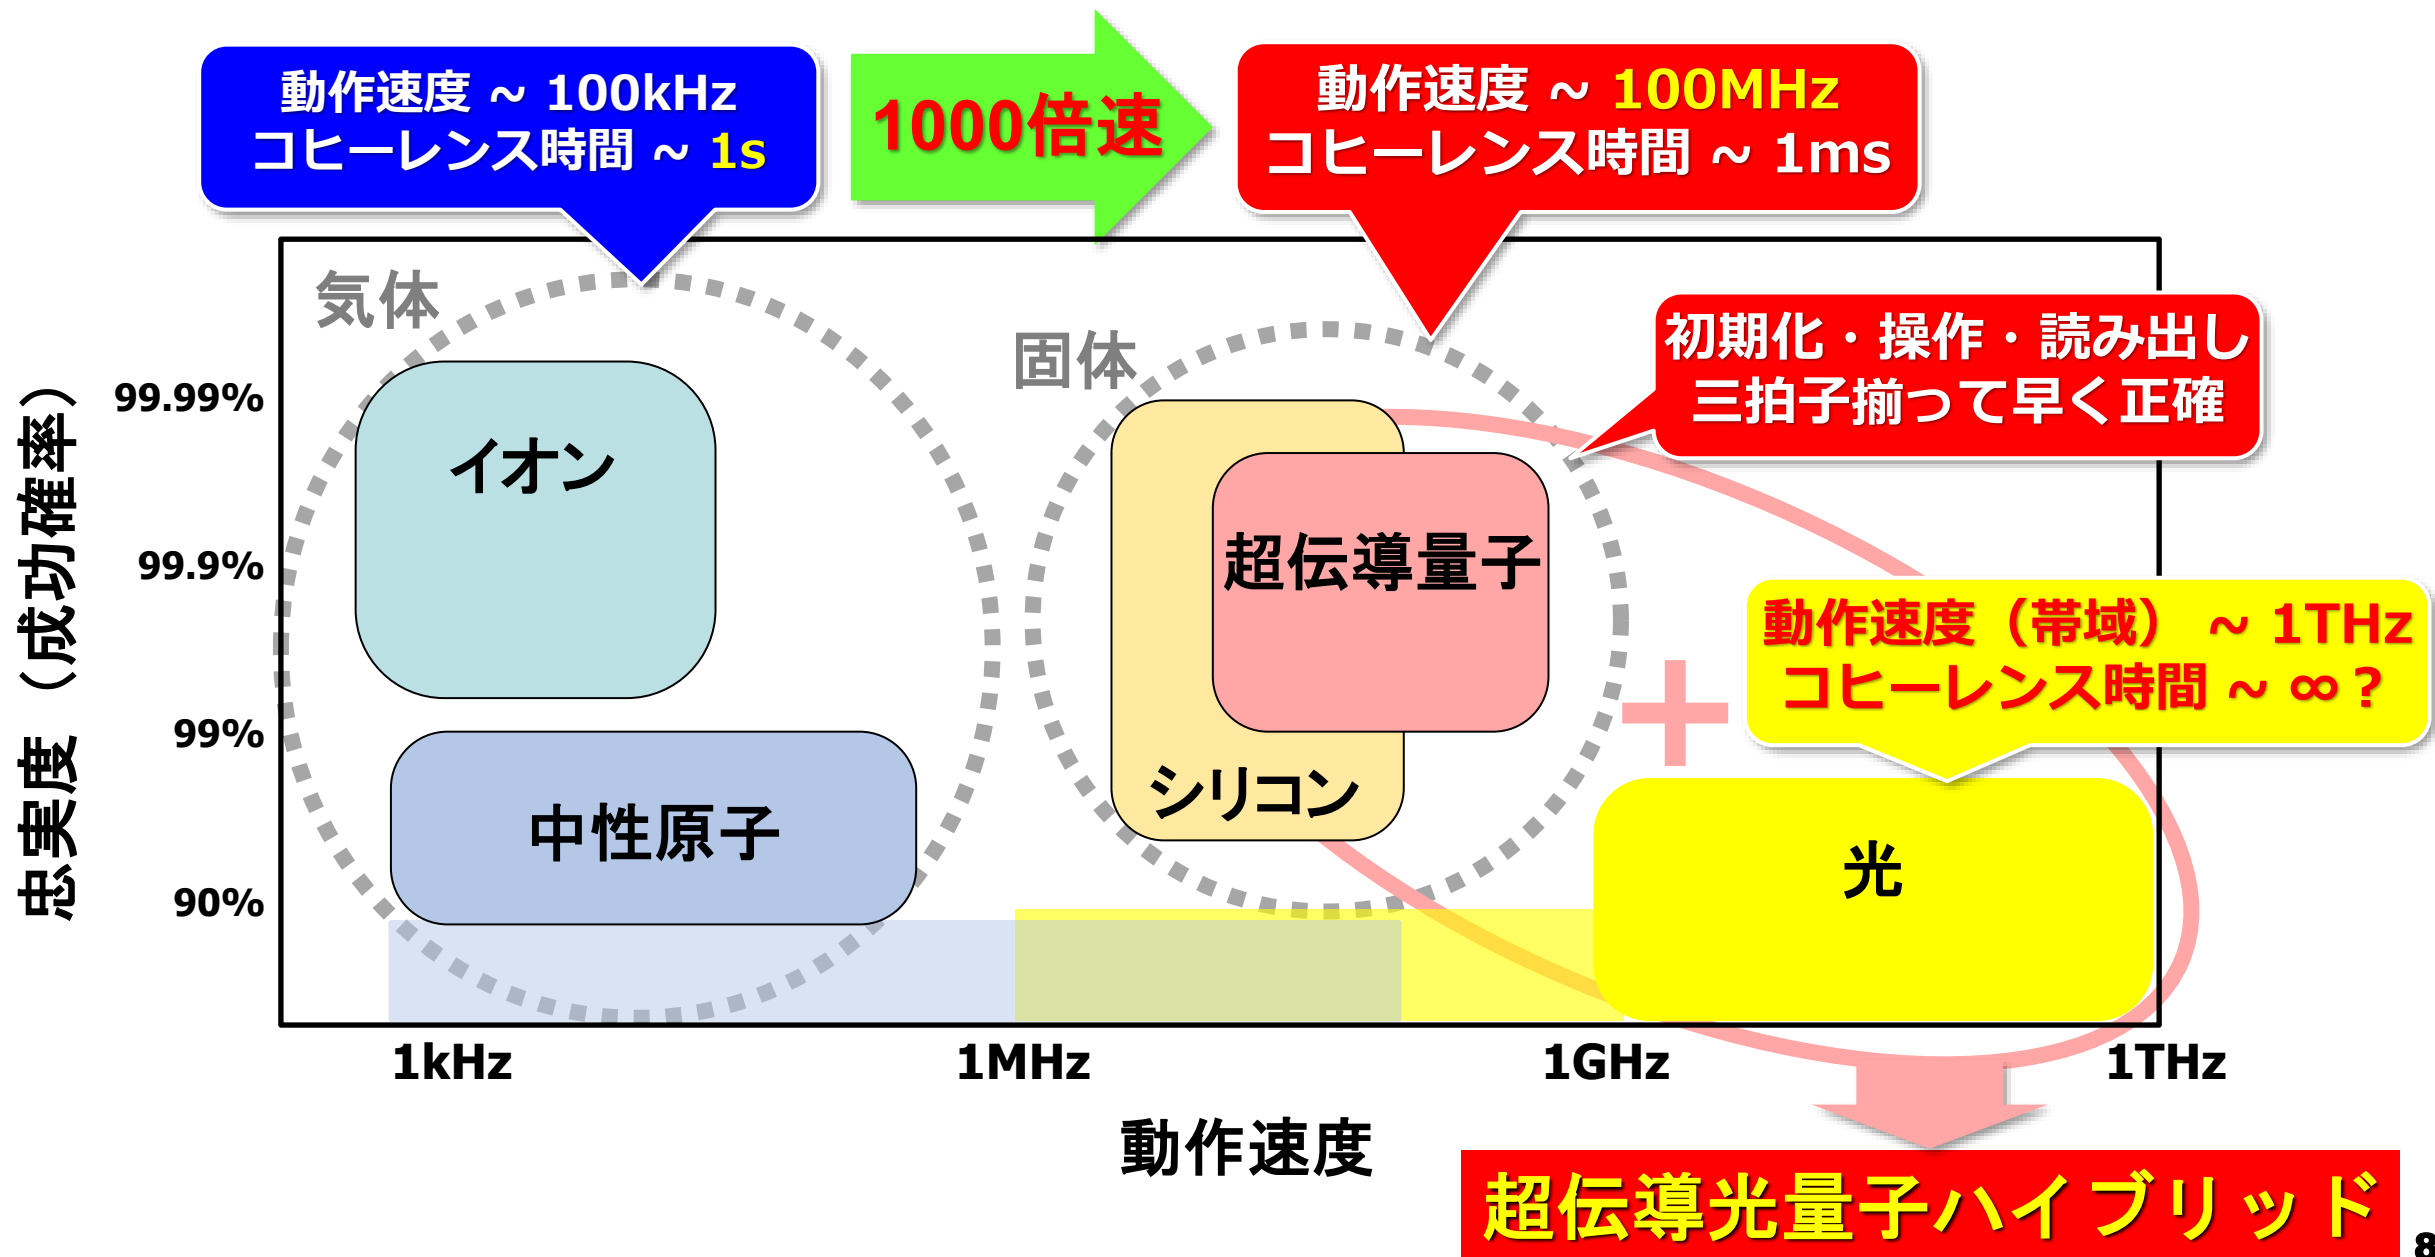 動作速度 ~ 100kHz
コヒーレンス時間 ~ 1s
1000倍速
動作速度 ~ 100MHz
コヒーレンス時間 ~ 1ms
気体
固体
初期化・操作・読み出し
三拍子揃って早く正確
忠実度（成功確率）
99.99%
99.9%
99%
90%
イオン
中性原子
超伝導量子
シリコン
+
動作速度（帯域） ~ 1THz
コヒーレンス時間 ~ ∞？
光
1kHz
1MHz
1GHz
1THz
動作速度
超伝導光量子ハイブリッド